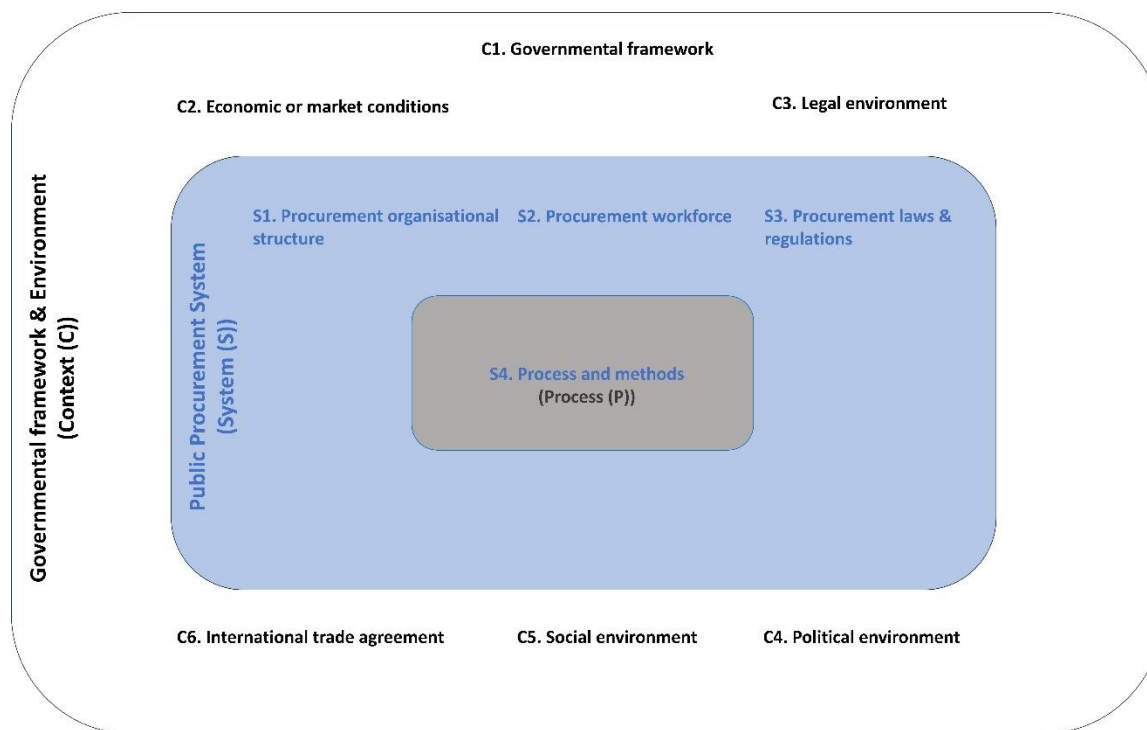 C1. Governmental framework
C2. Economic or market conditions
C3. Legal environment
Governmental framework & Environment
(Context (C))
Public Procurement System
(System (S))
S1. Procurement organisational
structure
S2. Procurement workforce
S3. Procurement laws &
regulations
S4. Process and methods
(Process (P))
C6. International trade agreement
C5. Social environment
C4. Political environment